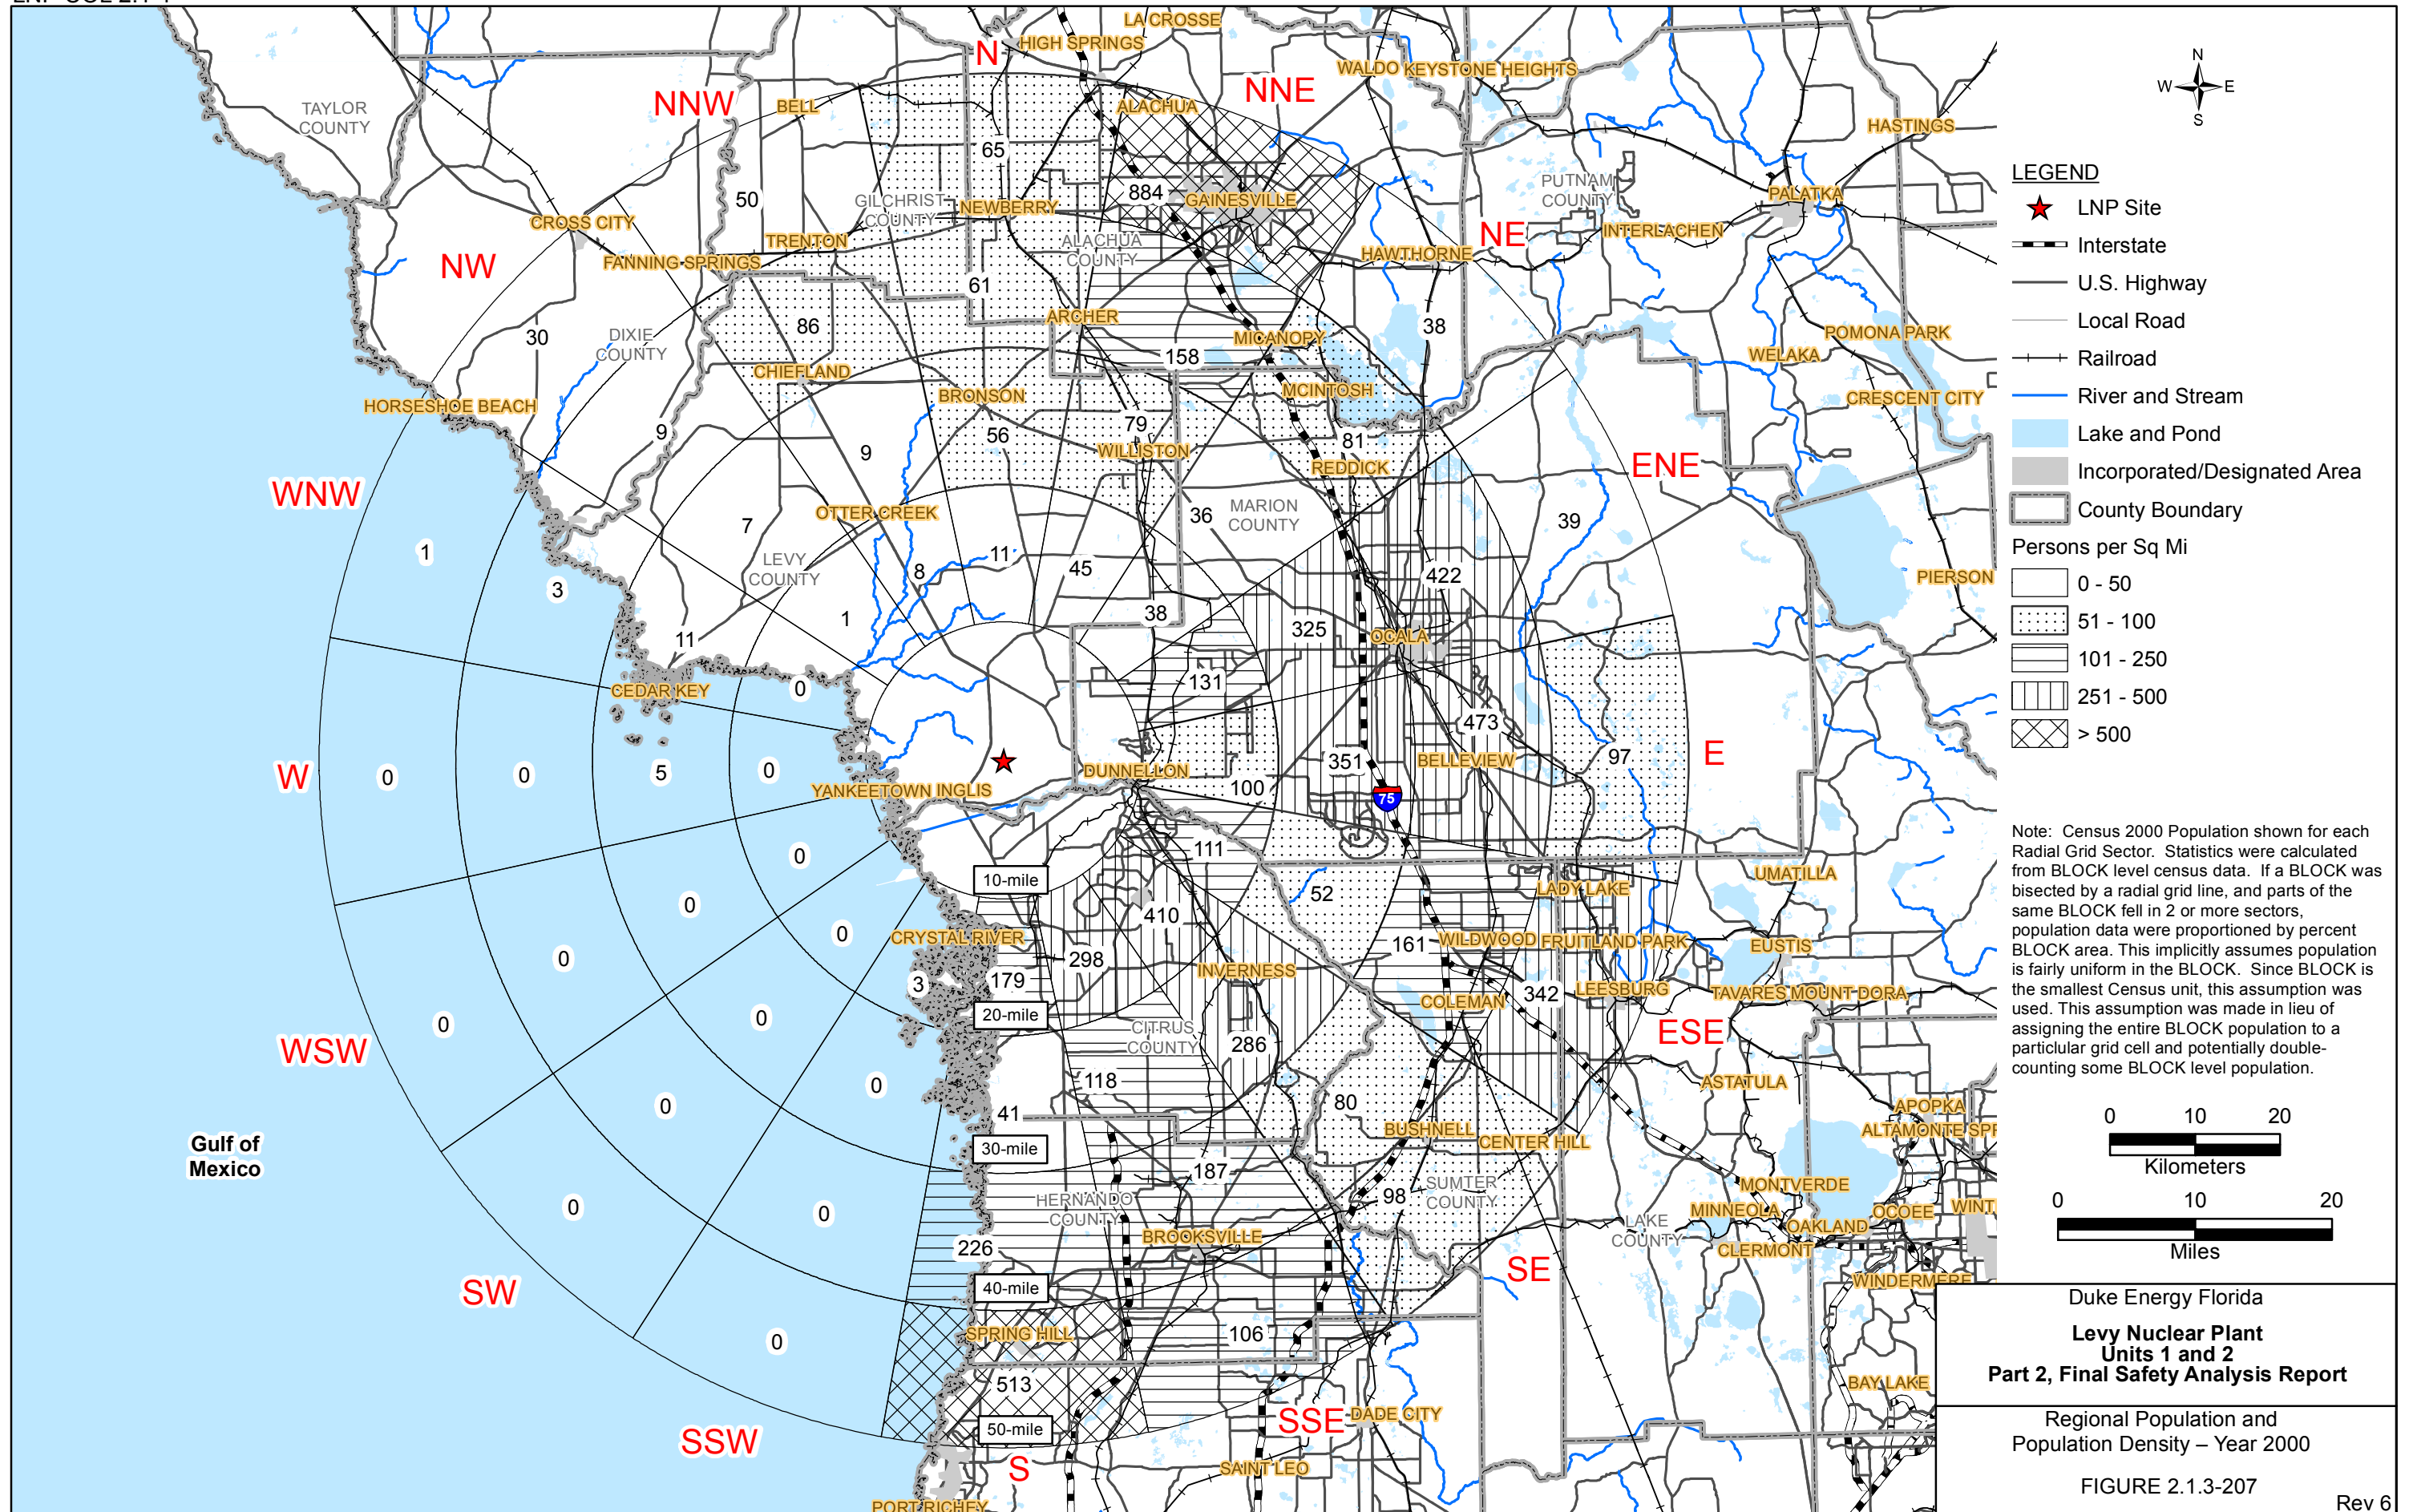 LA CROSSE
HIGH SPRINGS
N
WALDO KEYSTONE HEIGHTS
NNE
NNW
BELL
ALACHUA
TAYLOR
COUNTY
HASTINGS
65
50
884
GAINESVILLE
GILCHRIST
COUNTY
NEWBERRY
PUTNAM
COUNTY
PALATKA
CROSS CITY
TRENTON
ALACHUA
COUNTY
NE
INTERLACHEN
NW
FANNING SPRINGS
HAWTHORNE
61
ARCHER
86
30
DIXIE
COUNTY
MICANOPY
38
POMONA PARK
158
WELAKA
CHIEFLAND
MCINTOSH
BRONSON
CRESCENT CITY
HORSESHOE BEACH
9
79
56
81
9
WILLISTON
REDDICK
ENE
WNW
OTTER CREEK
36
MARION
COUNTY
39
7
1
11
LEVY
COUNTY
8
45
422
PIERSON
3
1
38
325
OCALA
11
131
CEDAR KEY
0
473
W
0
0
5
0
DUNNELLON
351
BELLEVIEW
97
E
YANKEETOWN INGLIS
100
75
0
111
10-mile
52
LADY LAKE
UMATILLA
0
0
410
CRYSTAL RIVER
161
WILDWOOD FRUITLAND PARK
EUSTIS
0
298
INVERNESS
3
179
COLEMAN
342
LEESBURG
TAVARES MOUNT DORA
20-mile
0
0
CITRUS
COUNTY
286
WSW
ESE
0
0
118
ASTATULA
41
80
APOPKA
Gulf of
Mexico
BUSHNELL
CENTER HILL
ALTAMONTE SPR
30-mile
187
98
SUMTER
COUNTY
MONTVERDE
HERNANDO
COUNTY
0
0
MINNEOLA
OAKLAND
OCOEE
WINT
226
BROOKSVILLE
LAKE
COUNTY
CLERMONT
SW
40-mile
SE
WINDERMERE
0
SPRING HILL
106
513
BAY LAKE
50-mile
SSE
DADE CITY
SSW
S
SAINT LEO
PORT RICHEY
N
W E
S
LEGEND
LNP Site
Interstate
U.S. Highway
Local Road
Railroad
River and Stream
Lake and Pond
Incorporated/Designated Area
County Boundary
Persons per Sq Mi
0 - 50
51 - 100
101 - 250
251 - 500
> 500
Note: Census 2000 Population shown for each
Radial Grid Sector. Statistics were calculated
from BLOCK level census data. If a BLOCK was
bisected by a radial grid line, and parts of the
same BLOCK fell in 2 or more sectors,
population data were proportioned by percent
BLOCK area. This implicitly assumes population
is fairly uniform in the BLOCK. Since BLOCK is
the smallest Census unit, this assumption was
used. This assumption was made in lieu of
assigning the entire BLOCK population to a
particlular grid cell and potentially double-
counting some BLOCK level population.
0 10 20
Kilometers
0 10 20
Miles
Duke Energy Florida
Levy Nuclear Plant
Units 1 and 2
Part 2, Final Safety Analysis Report
Regional Population and
Population Density – Year 2000
FIGURE 2.1.3-207
Rev 6